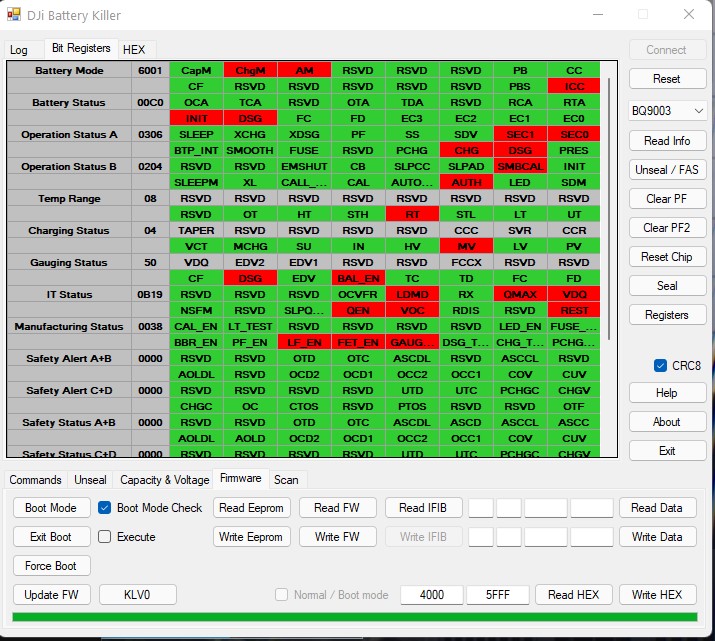 DJi Battery Killer
Log Bit Registers HEX
Connect
Battery Mode 6001 CapM ChgM AM RSVD RSVD RSVD PB CC
CF RSVD RSVD RSVD RSVD RSVD PBS ICC
Reset
Battery Status 00C0 OCA TCA RSVD OTA TDA RSVD RCA RTA
INIT DSG FC FD EC3 EC2 EC1 EC0
BQ9003
Operation Status A 0306 SLEEP XCHG XDSG PF SS SDV SEC1 SEC0
BTP_INT SMOOTH FUSE RSVD PCHG CHG DSG PRES
Read Info
Operation Status B 0204 RSVD RSVD EMSHUT CB SLPCC SLPAD SMBCAL INIT
SLEEPM XL CALL_... CAL AUTO... AUTH LED SDM
Unseal / FAS
Temp Range 08 RSVD RSVD RSVD RSVD RSVD RSVD RSVD RSVD
RSVD OT HT STH RT STL LT UT
Clear PF
Charging Status 04 TAPER RSVD RSVD RSVD RSVD CCC SVR CCR
VCT MCHG SU IN HV MV LV PV
Clear PF2
Gauging Status 50 VDQ EDV2 EDV1 RSVD RSVD FCCX RSVD RSVD
CF DSG EDV BAL_EN TC TD FC FD
Reset Chip
IT Status 0B19 RSVD RSVD RSVD OCVFR LDMD RX QMAX VDQ
NSFM RSVD SLPQ... QEN VOC RDIS RSVD REST
Seal
Manufacturing Status 0038 CAL_EN LT_TEST RSVD RSVD RSVD RSVD LED_EN FUSE_...
BBR_EN PF_EN LF_EN FET_EN GAUG... DSG_T... CHG_T... PCHG...
Registers
Safety Alert A+B 0000 RSVD RSVD OTD OTC ASCDL RSVD ASCCL RSVD
AOLDL RSVD OCD2 OCD1 OCC2 OCC1 COV CUV
CRC8
Safety Alert C+D 0000 RSVD RSVD RSVD RSVD UTD UTC PCHGC CHGV
CHGC OC CTOS RSVD PTOS RSVD RSVD OTF
Help
Safety Status A+B 0000 RSVD RSVD OTD OTC ASCDL ASCD ASCCL ASCC
AOLDL AOLD OCD2 OCD1 OCC2 OCC1 COV CUV
About
Safety Status C+D 0000 RSVD RSVD RSVD RSVD UTD UTC PCHGC CHGV
Exit
Commands Unseal Capacity & Voltage Firmware Scan
Boot Mode Boot Mode Check Read Eeprom Read FW Read IFIB Read Data
Exit Boot Execute Write Eeprom Write FW Write IFIB Write Data
Force Boot
Update FW KLV0 Normal / Boot mode 4000 5FFF Read HEX Write HEX